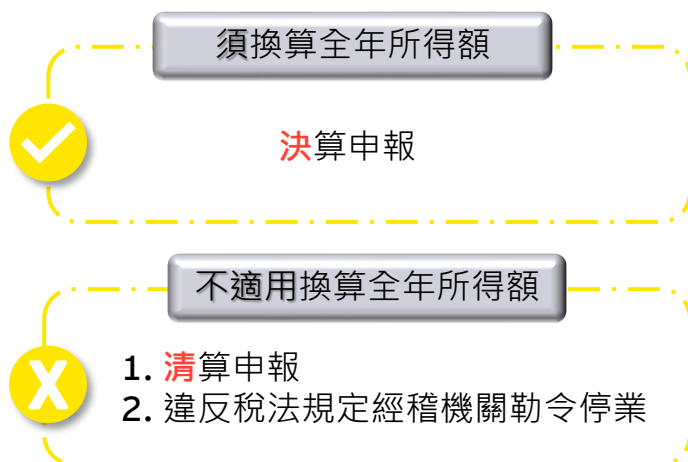 須換算全年所得額
決算申報
不適用換算全年所得額
X
1. 清算申報
2. 違反稅法規定經稽機關勒令停業